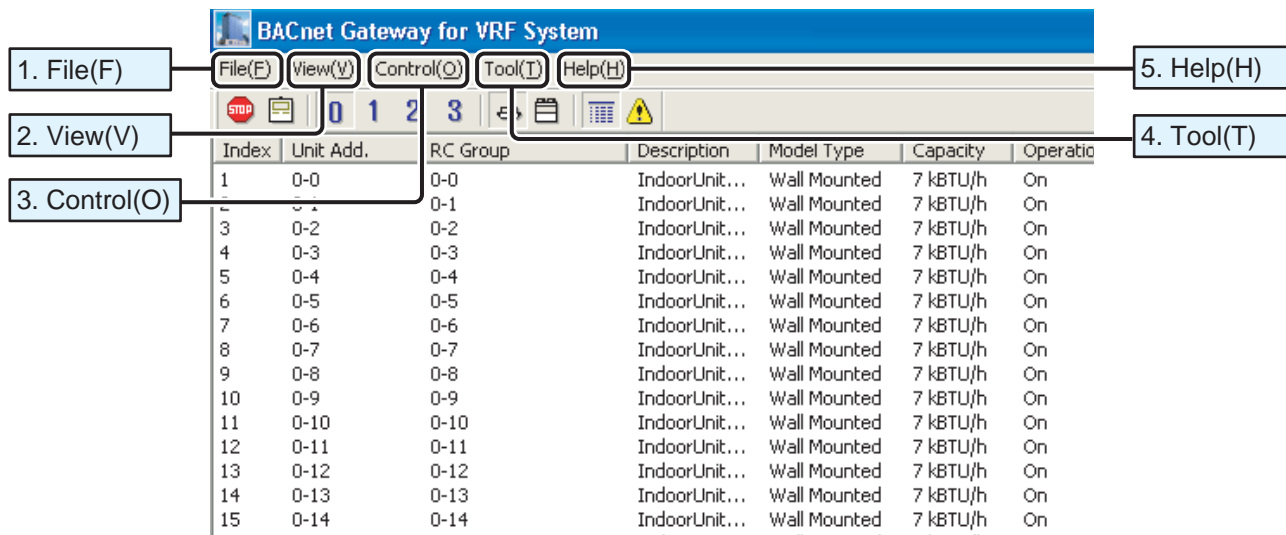 BACnet Gateway for VRF System
1. File(F)
File(F) View(V) Control(O) Tool(T) Help(H)
5. Help(H)
STOP 0 1 2 3
2. View(V)
4. Tool(T)
Index Unit Add. RC Group Description Model Type Capacity Operatio
1 0-0 0-0 IndoorUnit... Wall Mounted 7 kBTU/h On
3. Control(O)
0-1 IndoorUnit... Wall Mounted 7 kBTU/h On
3 0-2 0-2 IndoorUnit... Wall Mounted 7 kBTU/h On
4 0-3 0-3 IndoorUnit... Wall Mounted 7 kBTU/h On
5 0-4 0-4 IndoorUnit... Wall Mounted 7 kBTU/h On
6 0-5 0-5 IndoorUnit... Wall Mounted 7 kBTU/h On
7 0-6 0-6 IndoorUnit... Wall Mounted 7 kBTU/h On
8 0-7 0-7 IndoorUnit... Wall Mounted 7 kBTU/h On
9 0-8 0-8 IndoorUnit... Wall Mounted 7 kBTU/h On
10 0-9 0-9 IndoorUnit... Wall Mounted 7 kBTU/h On
11 0-10 0-10 IndoorUnit... Wall Mounted 7 kBTU/h On
12 0-11 0-11 IndoorUnit... Wall Mounted 7 kBTU/h On
13 0-12 0-12 IndoorUnit... Wall Mounted 7 kBTU/h On
14 0-13 0-13 IndoorUnit... Wall Mounted 7 kBTU/h On
15 0-14 0-14 IndoorUnit... Wall Mounted 7 kBTU/h On